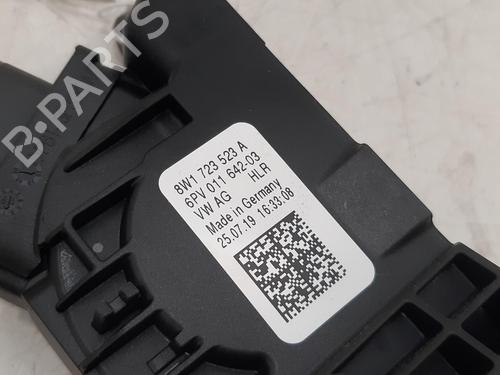 B-PARTS
8W1 723 523 A
6PV 011 642-03
VW AG HLR
Made in Germany
25.07.19 16:33:08